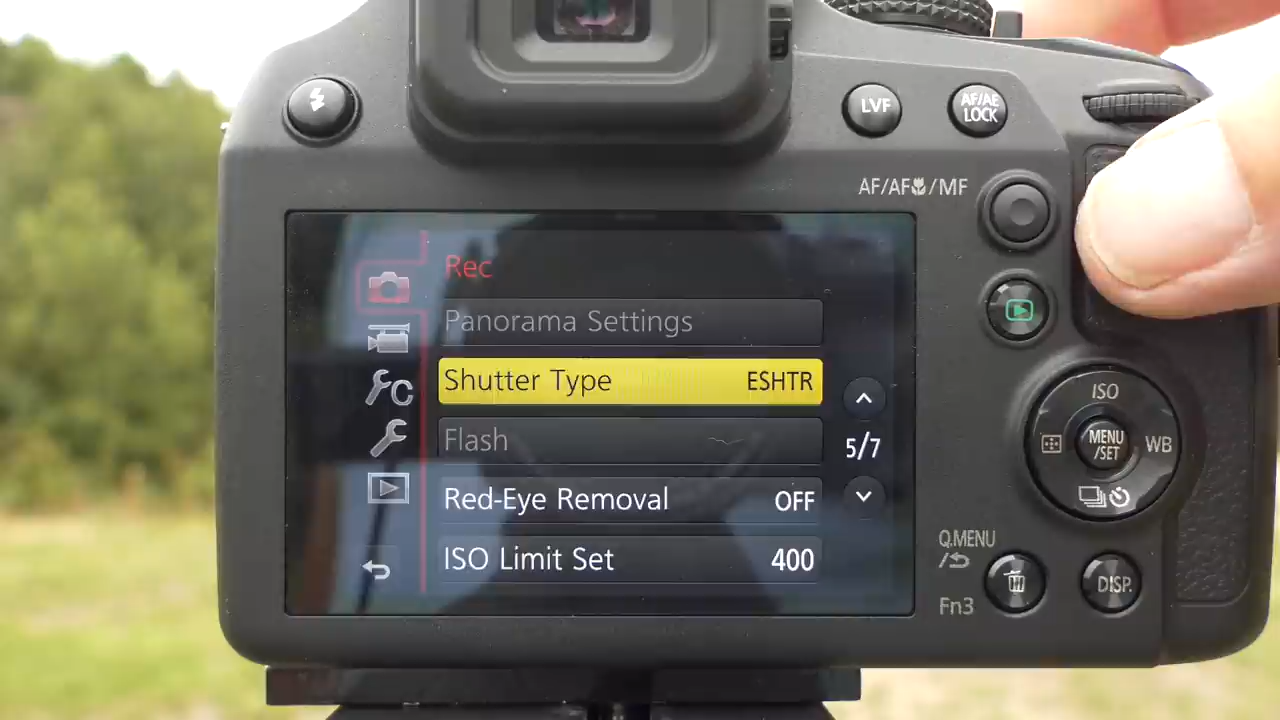 LVF
AF/AE
LOCK
AF/AF/MF
Rec
Panorama Settings
Shutter Type ESHTR
Flash
Red-Eye Removal OFF
ISO Limit Set 400
5/7
C
ISO
MENU
/SET
WB
Q.MENU
/
Fn3
DISP.